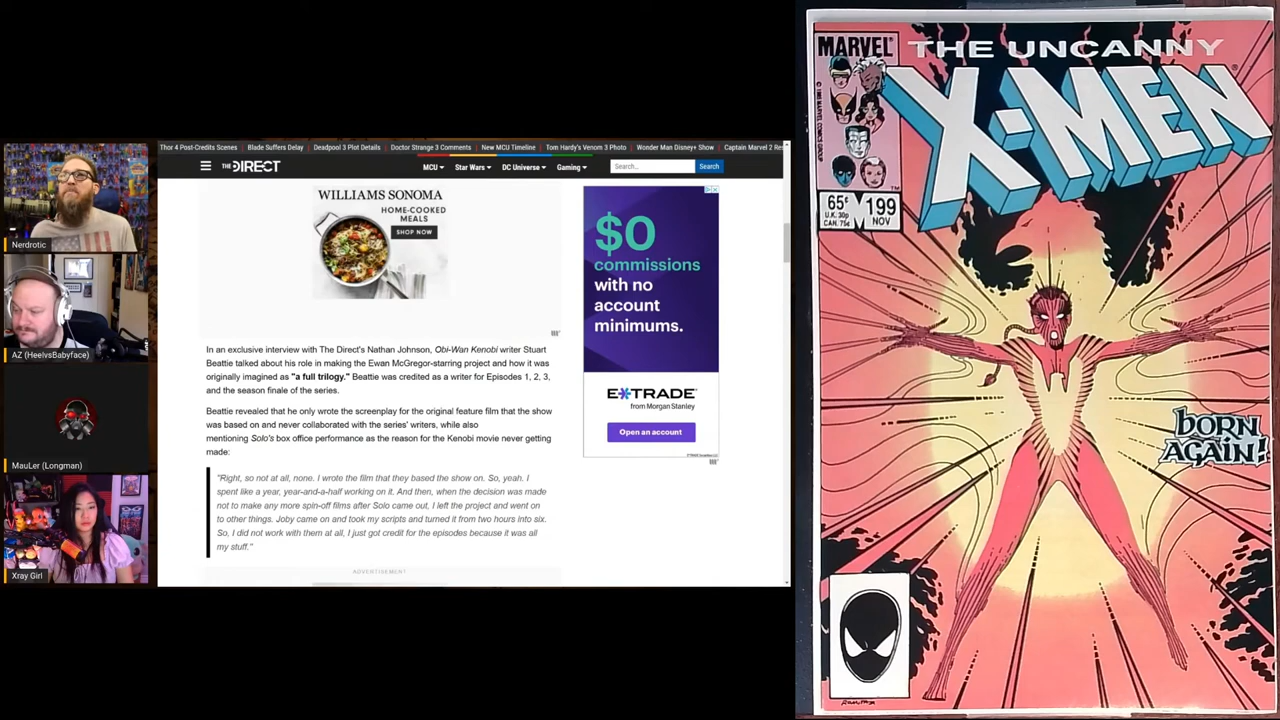 Nerdrotic
AZ (HeelvsBabyface)
MauLer (Longman)
Xray Girl
Thor 4 Post-Credits Scenes
Blade Suffers Delay
Deadpool 3 Plot Details
Doctor Strange 3 Comments
New MCU Timeline
Tom Hardy's Venom 3 Photo
Wonder Man Disney+ Show
Captain Marvel 2 Res
THE DIRECT
MCU
Star Wars
DC Universe
Gaming
Search...
Search
WILLIAMS SONOMA
HOME-COOKED
MEALS
SHOP NOW
$0
commissions
with no
account
minimums.
E*TRADE
from Morgan Stanley
Open an account
In an exclusive interview with The Direct's Nathan Johnson, Obi-Wan Kenobi writer Stuart
Beattie talked about his role in making the Ewan McGregor-starring project and how it was
originally imagined as "a full trilogy." Beattie was credited as a writer for Episodes 1, 2, 3,
and the season finale of the series.
Beattie revealed that he only wrote the screenplay for the original feature film that the show
was based on and never collaborated with the series' writers, while also
mentioning Solo's box office performance as the reason for the Kenobi movie never getting
made:
"Right, so not at all, none. I wrote the film that they based the show on. So, yeah. I
spent like a year, year-and-a-half working on it. And then, when the decision was made
not to make any more spin-off films after Solo came out, I left the project and went on
to other things. Joby came on and took my scripts and turned it from two hours into six.
So, I did not work with them at all, I just got credit for the episodes because it was all
my stuff."
ADVERTISEMENT
MARVEL
THE UNCANNY
X-MEN
65¢
U.K. 30p
CAN. 75¢
199
NOV
BORN
AGAIN!